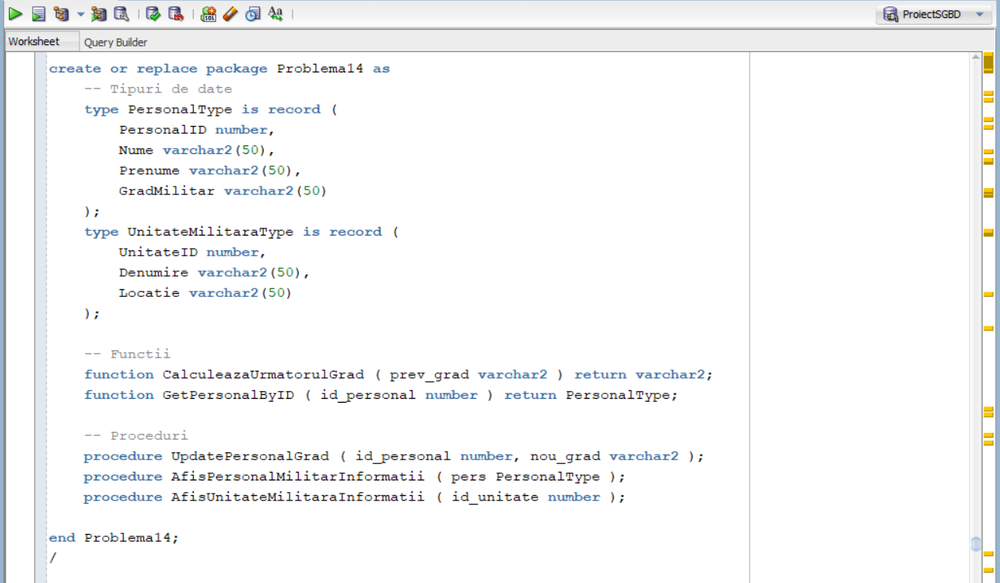 ProiectSGBD
Worksheet Query Builder
create or replace package Problema14 as
    -- Tipuri de date
    type PersonalType is record (
        PersonalID number,
        Nume varchar2(50),
        Prenume varchar2(50),
        GradMilitar varchar2(50)
    );
    type UnitateMilitaraType is record (
        UnitateID number,
        Denumire varchar2(50),
        Locatie varchar2(50)
    );
    -- Functii
    function CalculeazaUrmatorulGrad ( prev_grad varchar2 ) return varchar2;
    function GetPersonalByID ( id_personal number ) return PersonalType;
    -- Proceduri
    procedure UpdatePersonalGrad ( id_personal number, nou_grad varchar2 );
    procedure AfisPersonalMilitarInformatii ( pers PersonalType );
    procedure AfisUnitateMilitaraInformatii ( id_unitate number );
end Problema14;
/